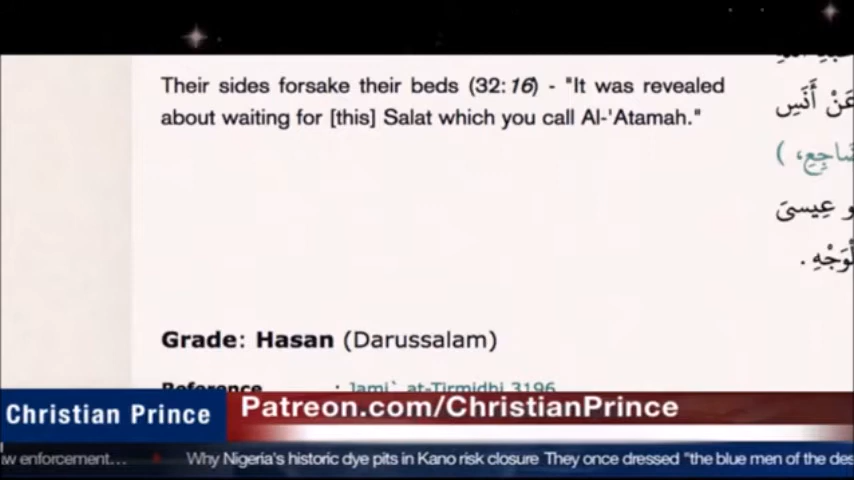 Their sides forsake their beds (32:16) - "It was revealed
about waiting for [this] Salat which you call Al-'Atamah."
عَنْ أَنَسِ
و عِيسَى
Grade: Hasan (Darussalam)
Reference : Jami` at-Tirmidhi 3196
Christian Prince
Patreon.com/ChristianPrince
enforcement... Why Nigeria's historic dye pits in Kano risk closure They once dressed "the blue men of the